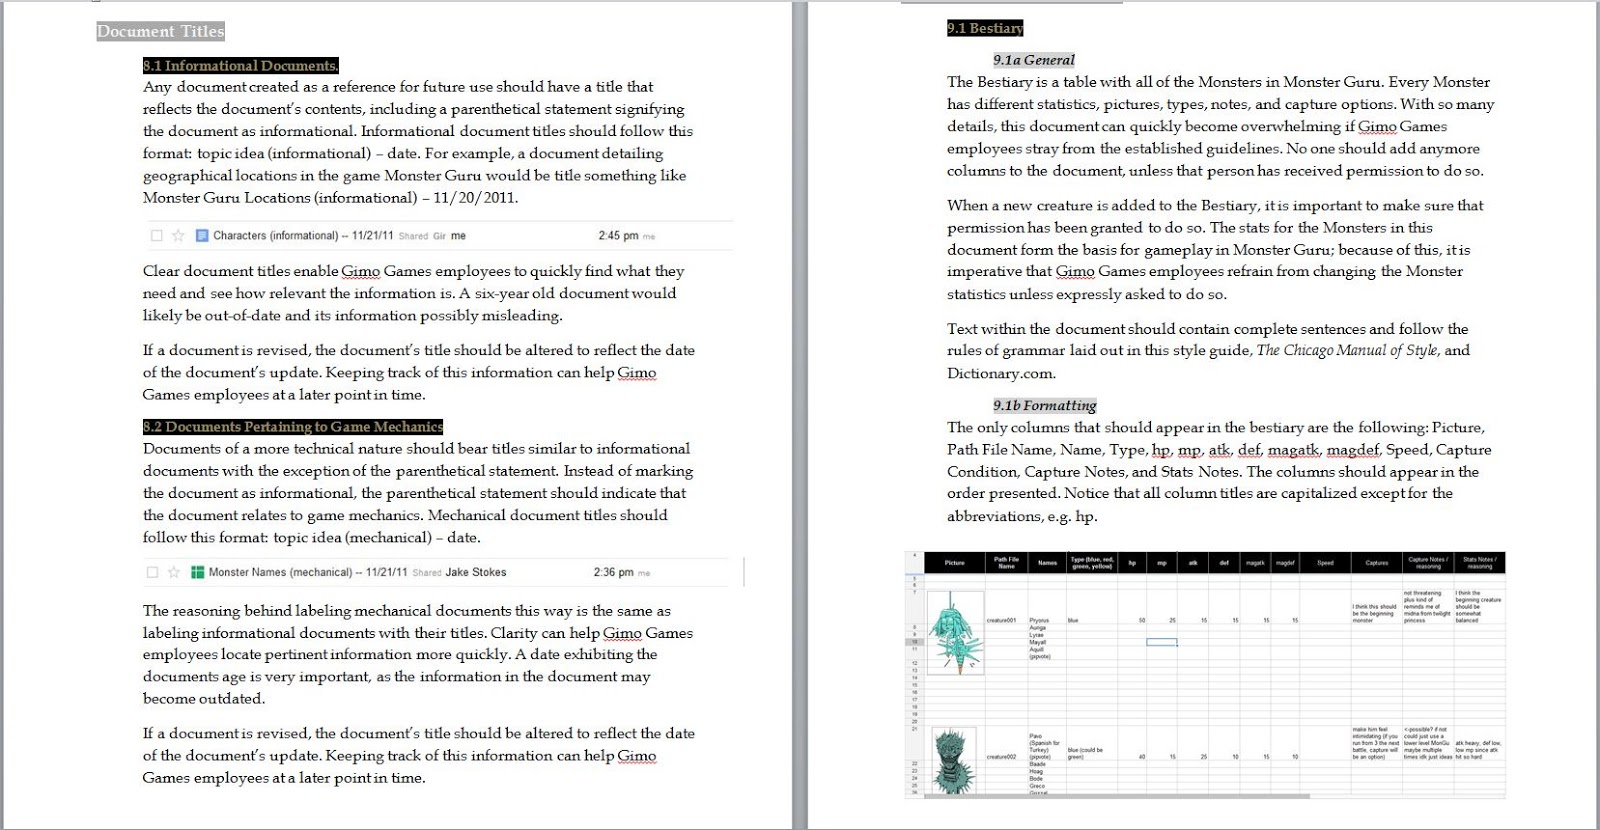 Document Titles
8.1 Informational Documents.
Any document created as a reference for future use should have a title that
reflects the document's contents, including a parenthetical statement signifying
the document as informational. Informational document titles should follow this
format: topic idea (informational) – date. For example, a document detailing
geographical locations in the game Monster Guru would be title something like
Monster Guru Locations (informational) – 11/20/2011.
Characters (informational) -- 11/21/11 Shared Gir me 2:45 pm me
Clear document titles enable Gimo Games employees to quickly find what they
need and see how relevant the information is. A six-year old document would
likely be out-of-date and its information possibly misleading.
If a document is revised, the document's title should be altered to reflect the date
of the document's update. Keeping track of this information can help Gimo
Games employees at a later point in time.
8.2 Documents Pertaining to Game Mechanics
Documents of a more technical nature should bear titles similar to informational
documents with the exception of the parenthetical statement. Instead of marking
the document as informational, the parenthetical statement should indicate that
the document relates to game mechanics. Mechanical document titles should
follow this format: topic idea (mechanical) – date.
Monster Names (mechanical) -- 11/21/11 Shared Jake Stokes 2:36 pm me
The reasoning behind labeling mechanical documents this way is the same as
labeling informational documents with their titles. Clarity can help Gimo Games
employees locate pertinent information more quickly. A date exhibiting the
documents age is very important, as the information in the document may
become outdated.
If a document is revised, the document's title should be altered to reflect the date
of the document's update. Keeping track of this information can help Gimo
Games employees at a later point in time.
9.1 Bestiary
9.1a General
The Bestiary is a table with all of the Monsters in Monster Guru. Every Monster
has different statistics, pictures, types, notes, and capture options. With so many
details, this document can quickly become overwhelming if Gimo Games
employees stray from the established guidelines. No one should add anymore
columns to the document, unless that person has received permission to do so.
When a new creature is added to the Bestiary, it is important to make sure that
permission has been granted to do so. The stats for the Monsters in this
document form the basis for gameplay in Monster Guru; because of this, it is
imperative that Gimo Games employees refrain from changing the Monster
statistics unless expressly asked to do so.
Text within the document should contain complete sentences and follow the
rules of grammar laid out in this style guide, The Chicago Manual of Style, and
Dictionary.com.
9.1b Formatting
The only columns that should appear in the bestiary are the following: Picture,
Path File Name, Name, Type, hp, mp, atk, def, magatk, magdef, Speed, Capture
Condition, Capture Notes, and Stats Notes. The columns should appear in the
order presented. Notice that all column titles are capitalized except for the
abbreviations, e.g. hp.
Picture Path File Name Names Type (blue, red, green, yellow) hp mp atk def magatk magdef Speed Captures Capture Notes / reasoning Stats Notes / reasoning
creature001 Pryorus blue 50 25 15 15 15 15
I think this should
be the beginning
monster
not threatening
plus kind of
reminds me of
midna from twilight
princess
I think the
beginning creature
should be
somewhat
balanced
Auriga
Lyrae
Mayall
Aquill
(pipvote)
Pavo
(Spanish for
Turkey)
(pipvote)
creature002 blue (could be green) 40 15 25 10 15 10
make him feel
intimidating (if you
run from 3 the next
battle, capture will
be an option)
<-possible? if not
could just use a
lower level MonGu
maybe multiple
times idk just ideas
atk heavy, def low,
low mp since atk
hit so hard
Baade
Hoag
Bode
Greco